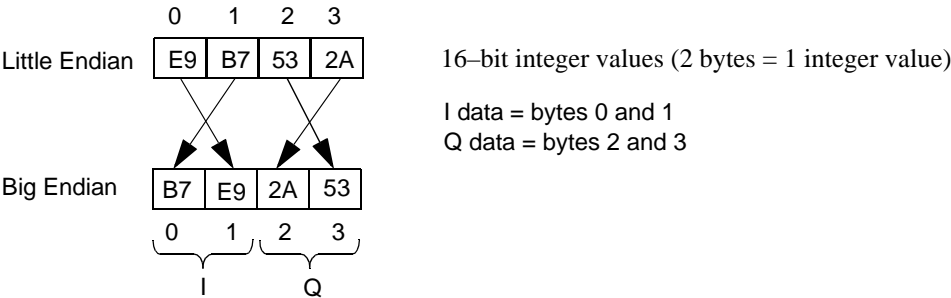 0 1 2 3
Little Endian E9 B7 53 2A
16–bit integer values (2 bytes = 1 integer value)
I data = bytes 0 and 1
Q data = bytes 2 and 3
Big Endian B7 E9 2A 53
0 1 2 3
I Q